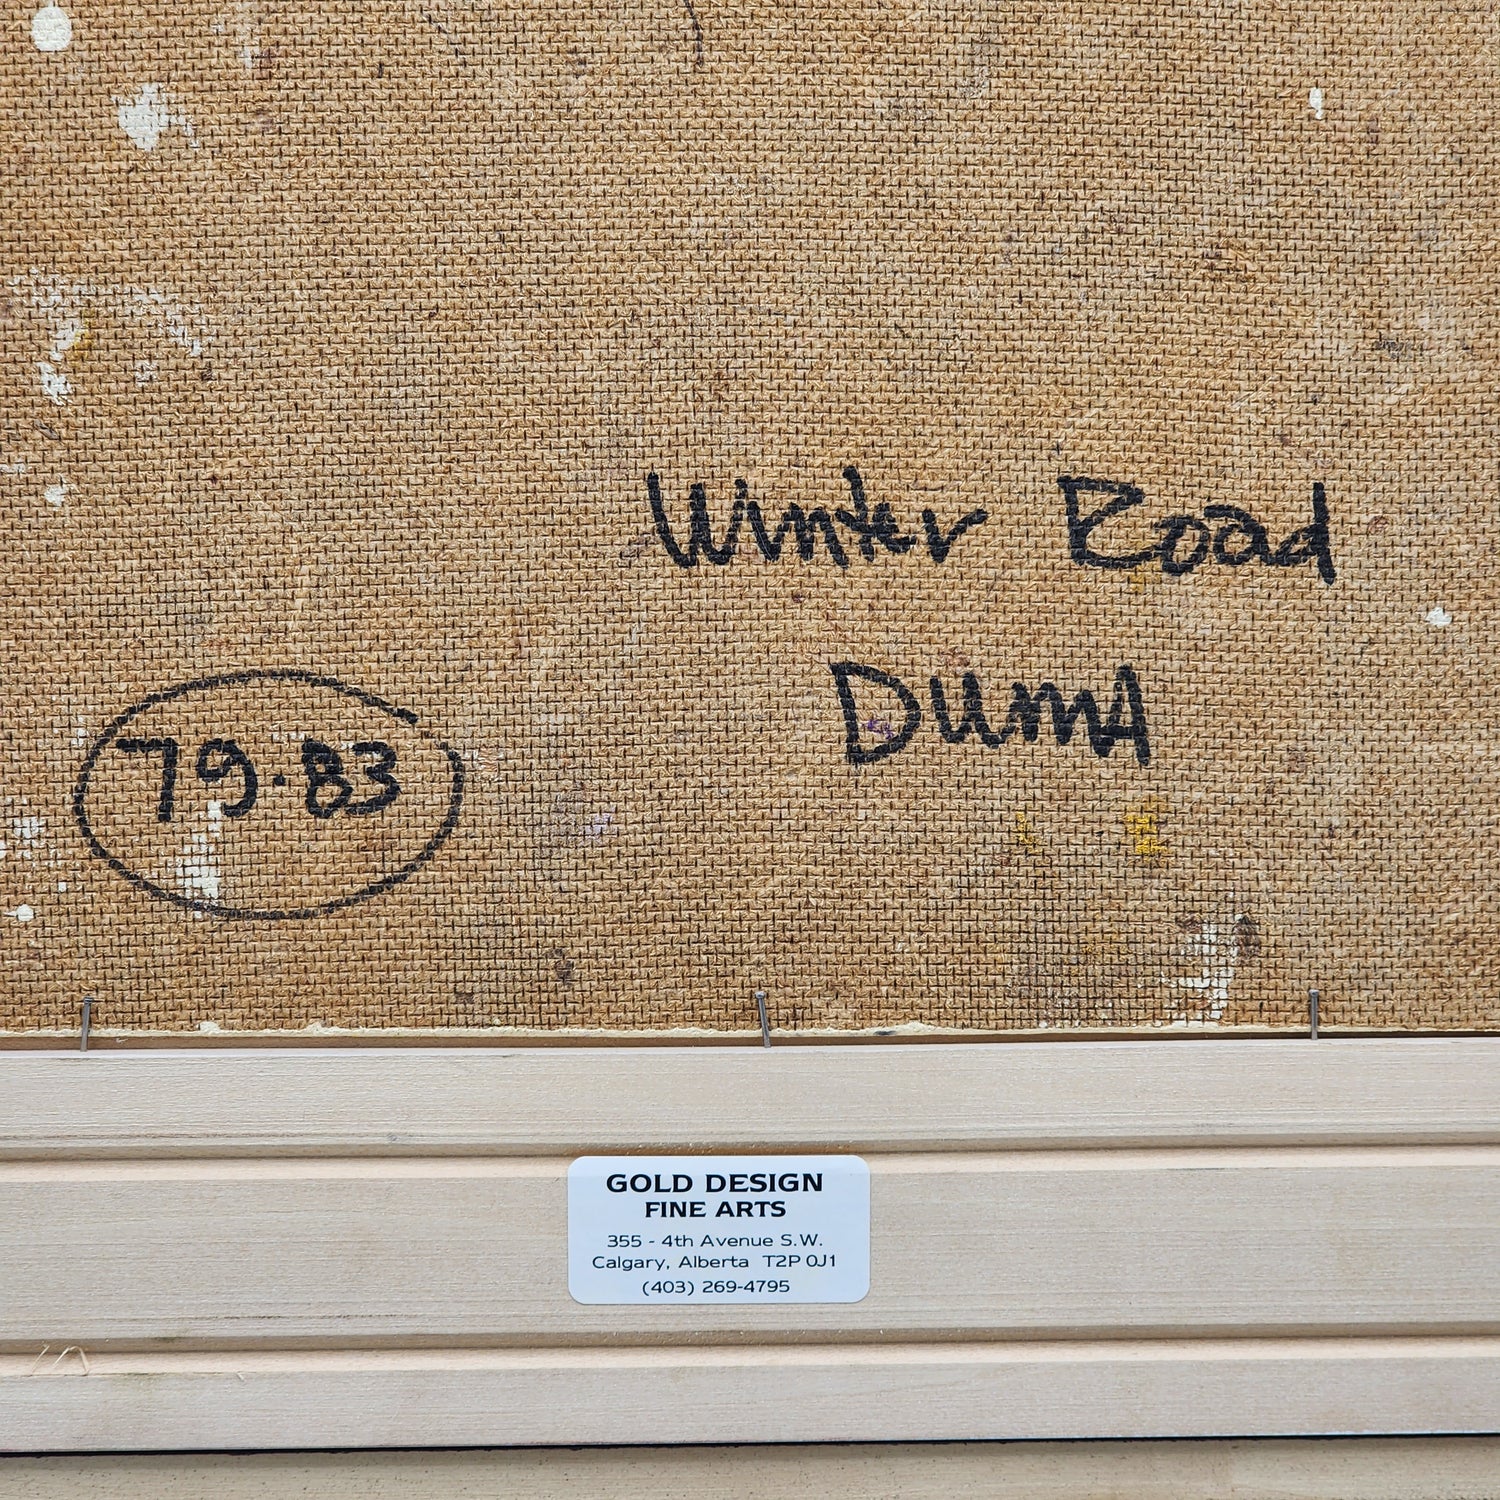 Winter Road
DumA
79.83
GOLD DESIGN
FINE ARTS
355 - 4th Avenue S.W.
Calgary, Alberta T2P 0J1
(403) 269-4795